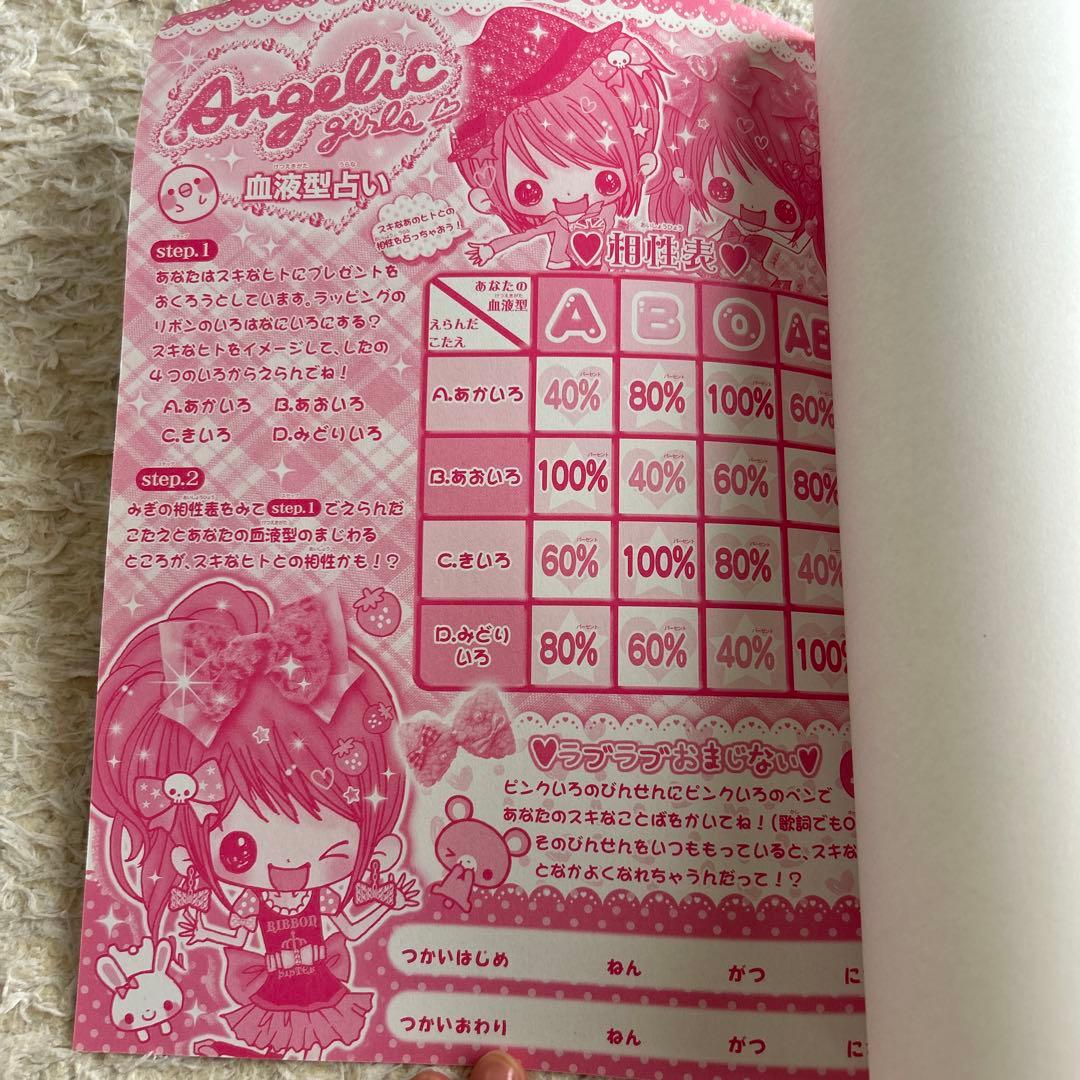 Angelic
girls
血液型占い
スキなあのヒトとの
相性を占っちゃおう!
step.1
あなたはスキなヒトにプレゼントを
おくろうとしています。ラッピングの
リボンのいろはなにいろにする?
スキなヒトをイメージして、したの
4つのいろからえらんでね!
A.あかいろ B.あおいろ
C.きいろ D.みどりいろ
step.2
みぎの相性表をみてstep.1でえらんだ
こたえとあなたの血液型のまじわる
ところが、スキなヒトとの相性かも!?
♥相性表♥
あなたの
血液型
えらんだ
こたえ
A B O AB
A.あかいろ 40% 80% 100% 60%
B.あおいろ 100% 40% 60% 80%
C.きいろ 60% 100% 80% 40%
D.みどり
いろ 80% 60% 40% 100
♥ラブラブおまじない♥
ピンクいろのびんせんにピンクいろのペンで
あなたのスキなことばをかいてね!(歌詞でもO
そのびんせんをいつももっていると、スキな
となかよくなれちゃうんだって!?
RIBBON
つかいはじめ ねん がつ に
つかいおわり ねん がつ に